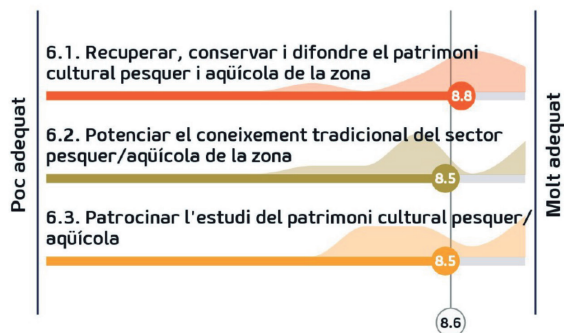 Poc adequat
6.1. Recuperar, conservar i difondre el patrimoni
cultural pesquer i aqüícola de la zona
8.8
6.2. Potenciar el coneixement tradicional del sector
pesquer/aqüícola de la zona
8.5
6.3. Patrocinar l'estudi del patrimoni cultural pesquer/
aqüícola
8.5
8.6
Molt adequat